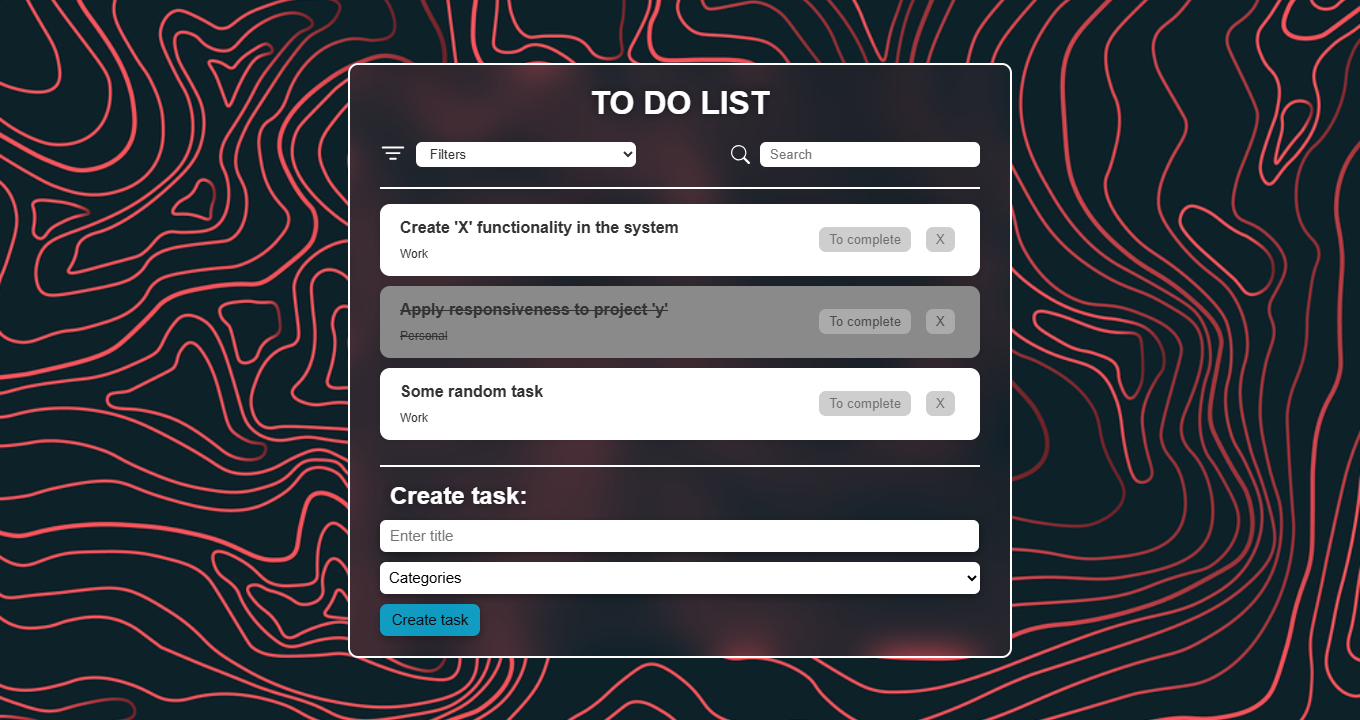 TO DO LIST
Filters
Search
Create 'X' functionality in the system
Work
To complete
X
Apply responsiveness to project 'y'
Personal
To complete
X
Some random task
Work
To complete
X
Create task:
Enter title
Categories
Create task